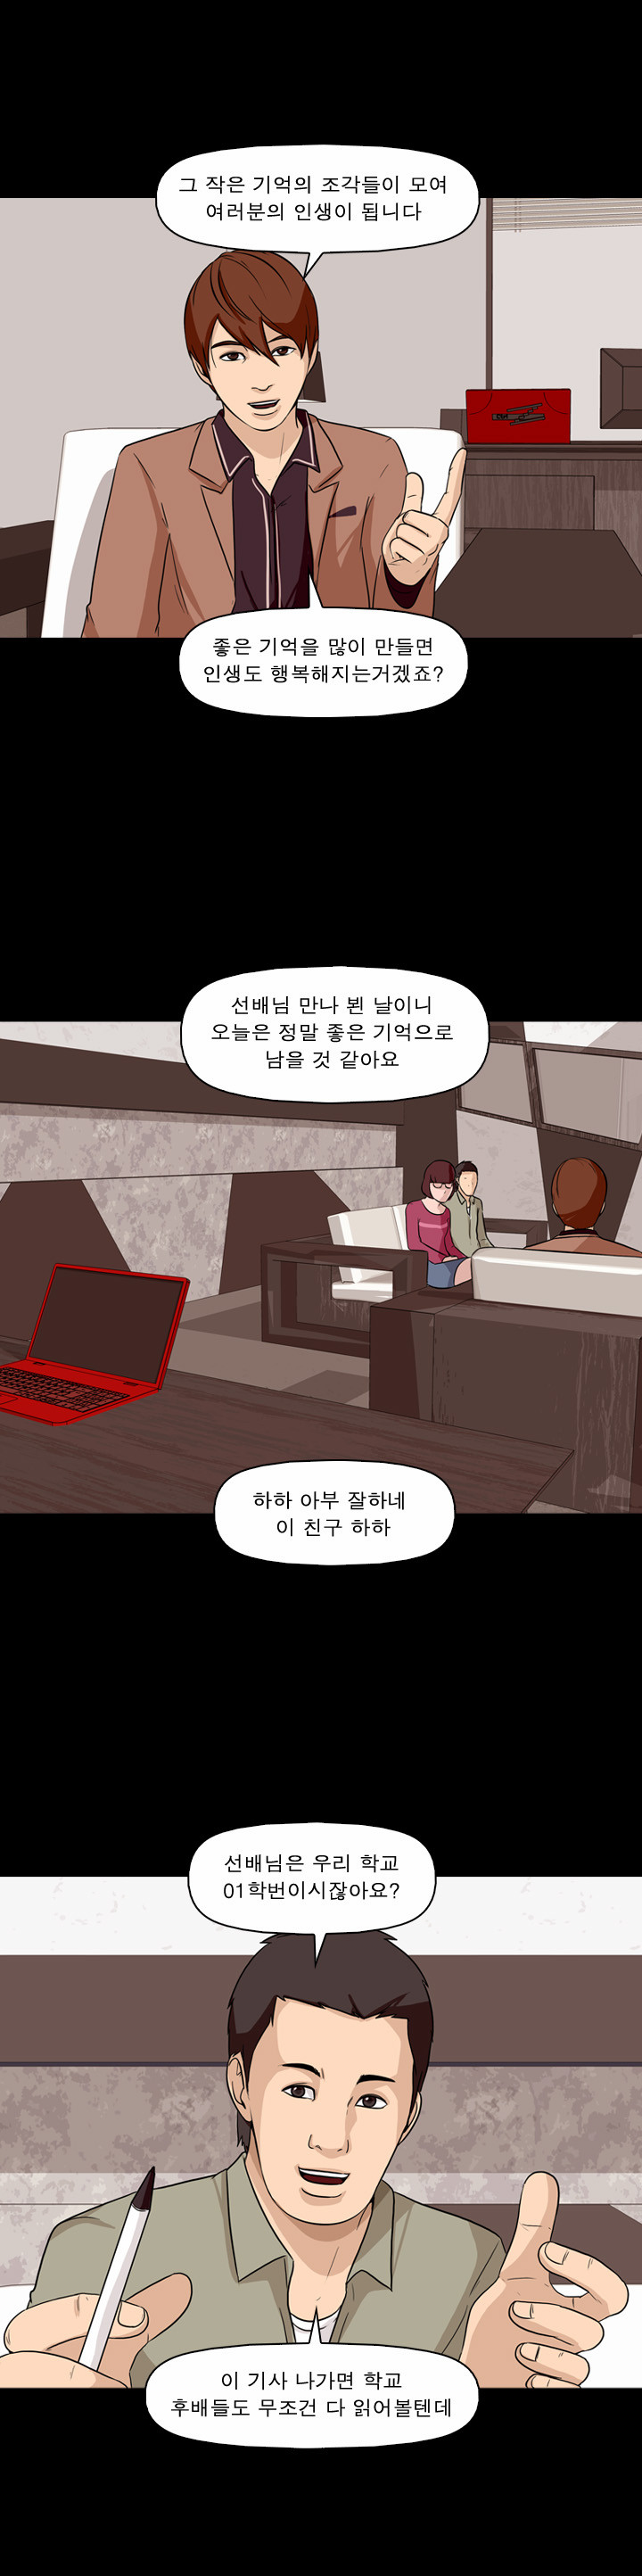 그 작은 기억의 조각들이 모여
여러분의 인생이 됩니다
좋은 기억을 많이 만들면
인생도 행복해지는거겠죠?
선배님 만나 뵌 날이니
오늘은 정말 좋은 기억으로
남을 것 같아요
하하 아부 잘하네
이 친구 하하
선배님은 우리 학교
01학번이시잖아요?
이 기사 나가면 학교
후배들도 무조건 다 읽어볼텐데